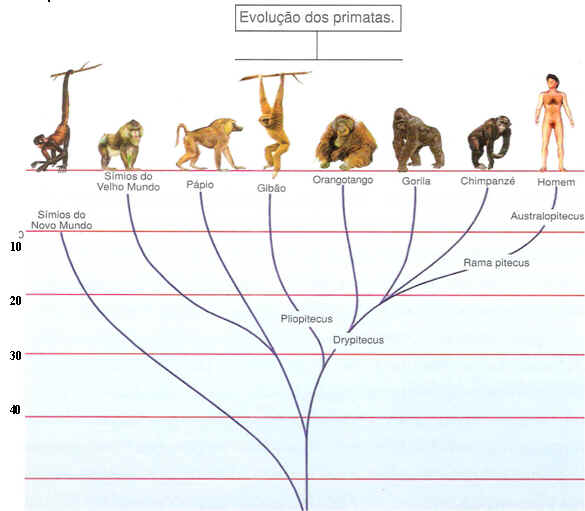 Evolução dos primatas.
Símios do
Velho Mundo
Pápio
Gibão
Orangotango
Gorila
Chimpanzé
Homem
Símios do
Novo Mundo
Australopitecus
10
Rama pitecus
20
Pliopitecus
Drypitecus
30
40